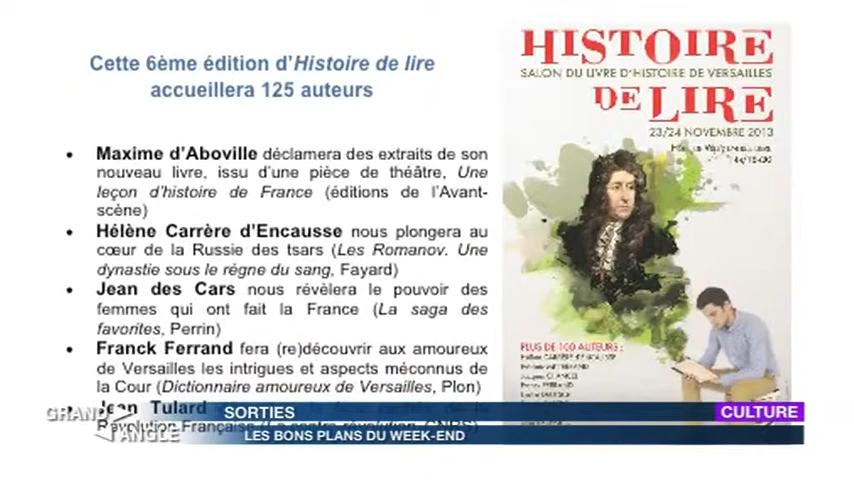 Cette 6ème édition d'Histoire de lire
accueillera 125 auteurs
• Maxime d'Aboville déclamera des extraits de son
nouveau livre, issu d'une pièce de théâtre, Une
leçon d'histoire de France (éditions de l'Avant-
scène)
• Hélène Carrère d'Encausse nous plongera au
cœur de la Russie des tsars (Les Romanov. Une
dynastie sous le règne du sang, Fayard)
• Jean des Cars nous révèlera le pouvoir des
femmes qui ont fait la France (La saga des
favorites, Perrin)
• Franck Ferrand fera (re)découvrir aux amoureux
de Versailles les intrigues et aspects méconnus de
la Cour (Dictionnaire amoureux de Versailles, Plon)
Jean Tulard
Révolution Française
HISTOIRE
SALON DU LIVRE D'HISTOIRE DE VERSAILLES
DE LIRE
23/24 NOVEMBRE 2013
PLUS DE 100 AUTEURS :
GRAND ANGLE
SORTIES
CULTURE
LES BONS PLANS DU WEEK-END